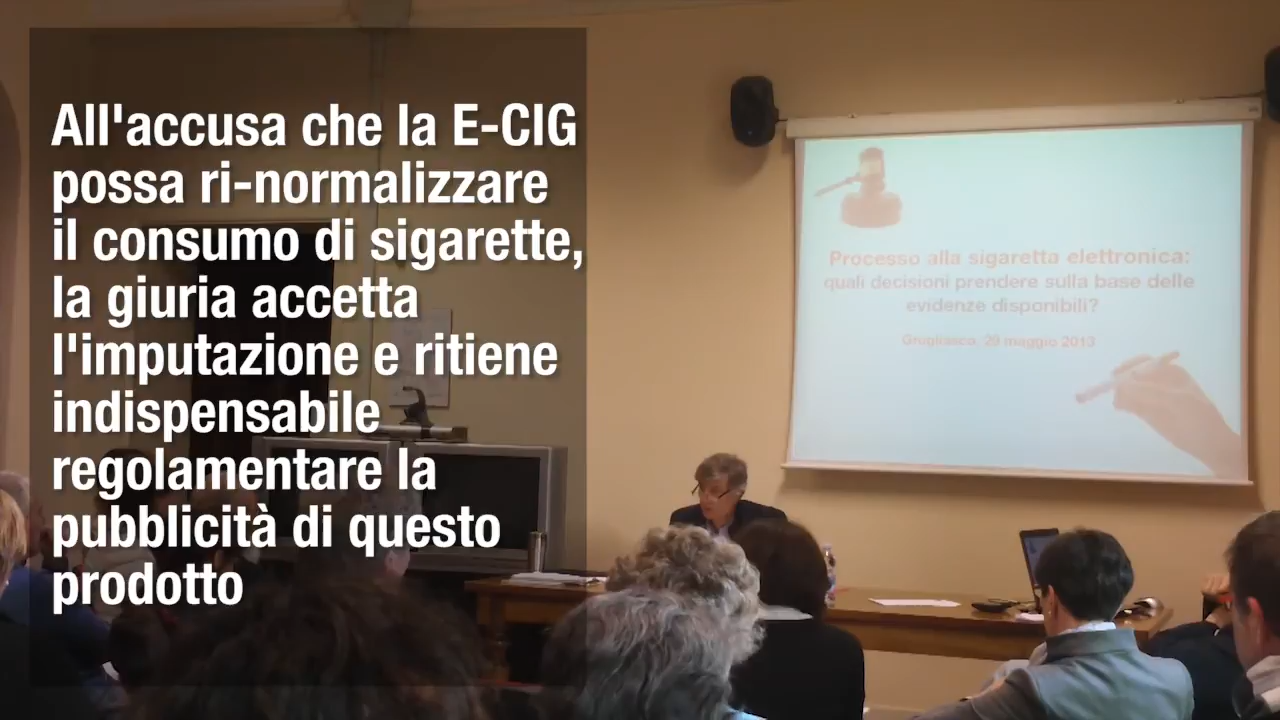 All'accusa che la E-CIG
possa ri-normalizzare
il consumo di sigarette,
la giuria accetta
l'imputazione e ritiene
indispensabile
regolamentare la
pubblicità di questo
prodotto
Processo alla sigaretta elettronica:
quali decisioni prendere sulla base delle
evidenze disponibili?
Grugliasco, 29 maggio 2013